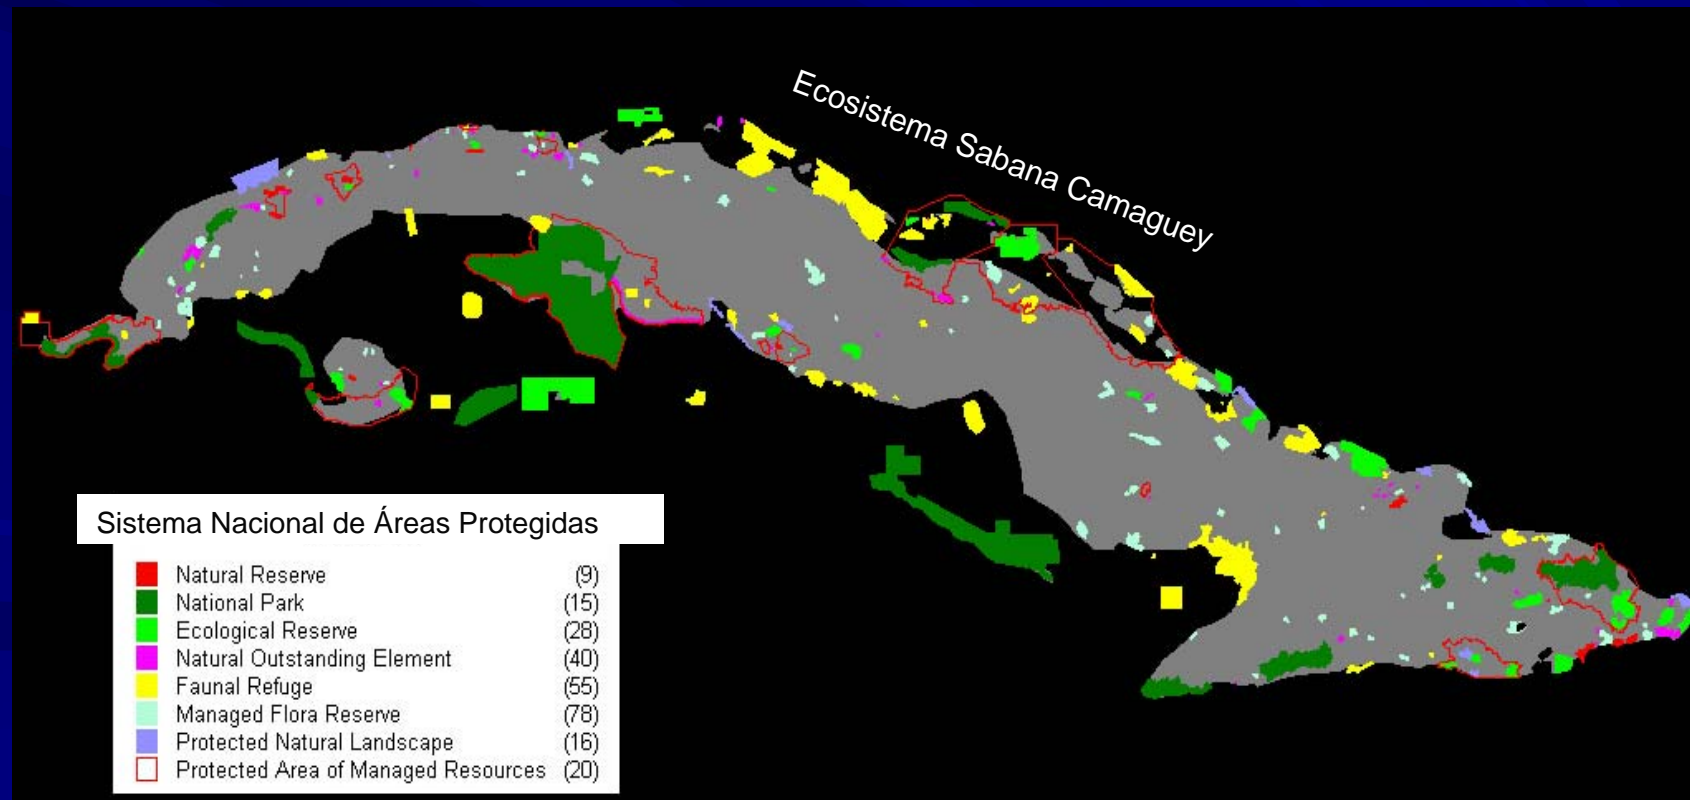 Ecosistema Sabana Camaguey
Sistema Nacional de Áreas Protegidas
Natural Reserve (9)
National Park (15)
Ecological Reserve (28)
Natural Outstanding Element (40)
Faunal Refuge (55)
Managed Flora Reserve (78)
Protected Natural Landscape (16)
Protected Area of Managed Resources (20)